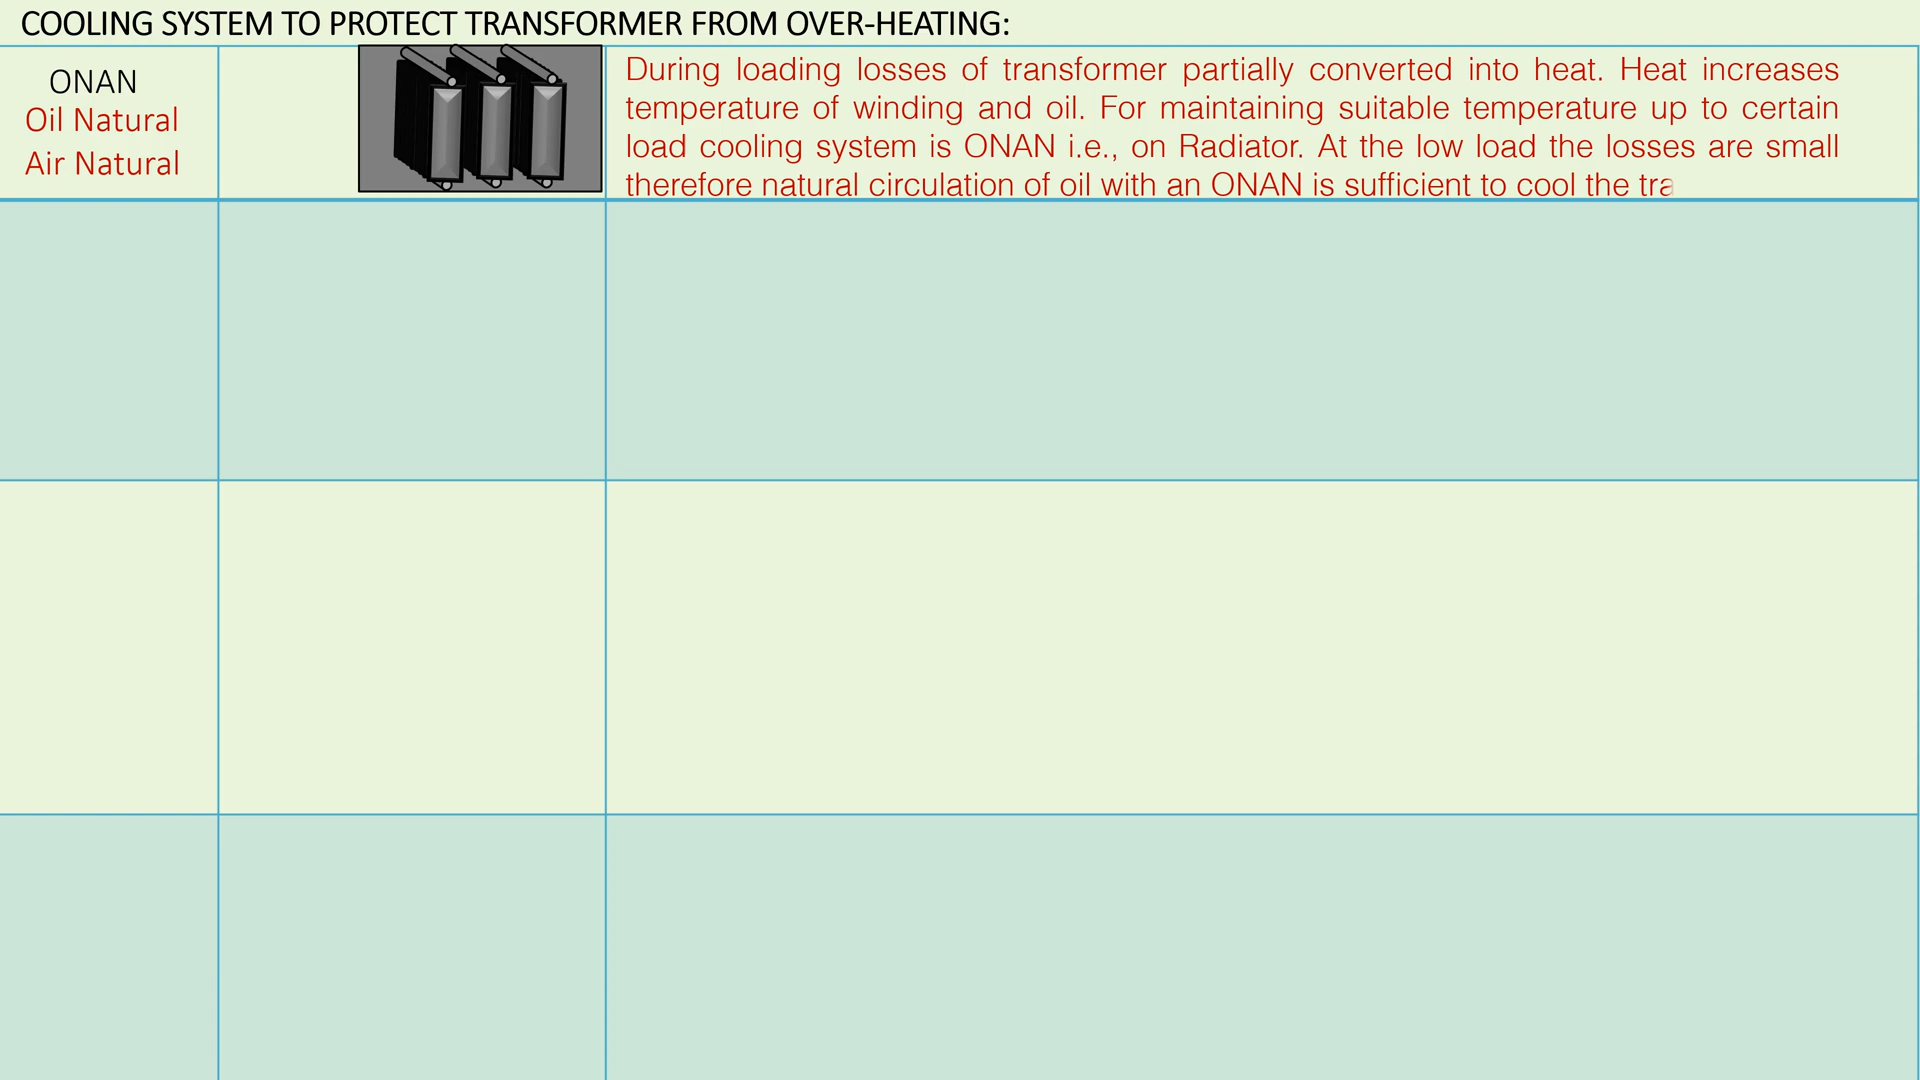 COOLING SYSTEM TO PROTECT TRANSFORMER FROM OVER-HEATING:
ONAN
Oil Natural
Air Natural
During loading losses of transformer partially converted into heat. Heat increases
temperature of winding and oil. For maintaining suitable temperature up to certain
load cooling system is ONAN i.e., on Radiator. At the low load the losses are small
therefore natural circulation of oil with an ONAN is sufficient to cool the tra